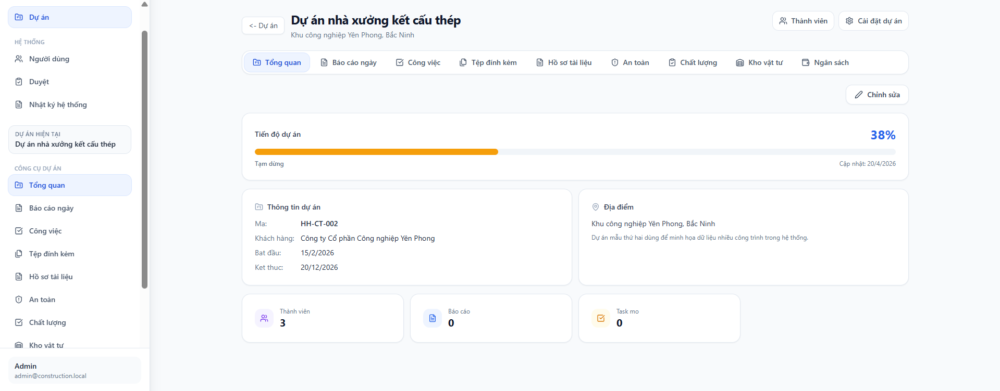 Dự án
HỆ THỐNG
Người dùng
Duyệt
Nhật ký hệ thống
DỰ ÁN HIỆN TẠI
Dự án nhà xưởng kết cấu thép
CÔNG CỤ DỰ ÁN
Tổng quan
Báo cáo ngày
Công việc
Tệp đính kèm
Hồ sơ tài liệu
An toàn
Chất lượng
Kho vật tư
Admin
admin@construction.local
<- Dự án
Dự án nhà xưởng kết cấu thép
Khu công nghiệp Yên Phong, Bắc Ninh
Thành viên
Cài đặt dự án
Tổng quan
Báo cáo ngày
Công việc
Tệp đính kèm
Hồ sơ tài liệu
An toàn
Chất lượng
Kho vật tư
Ngân sách
Chỉnh sửa
Tiến độ dự án
38%
Tạm dừng
Cập nhật: 20/4/2026
Thông tin dự án
Ma: HH-CT-002
Khách hàng: Công ty Cổ phần Công nghiệp Yên Phong
Bat đầu: 15/2/2026
Ket thuc: 20/12/2026
Địa điểm
Khu công nghiệp Yên Phong, Bắc Ninh
Dự án mẫu thứ hai dùng để minh họa dữ liệu nhiều công trình trong hệ thống.
Thành viên
3
Báo cáo
0
Task mo
0